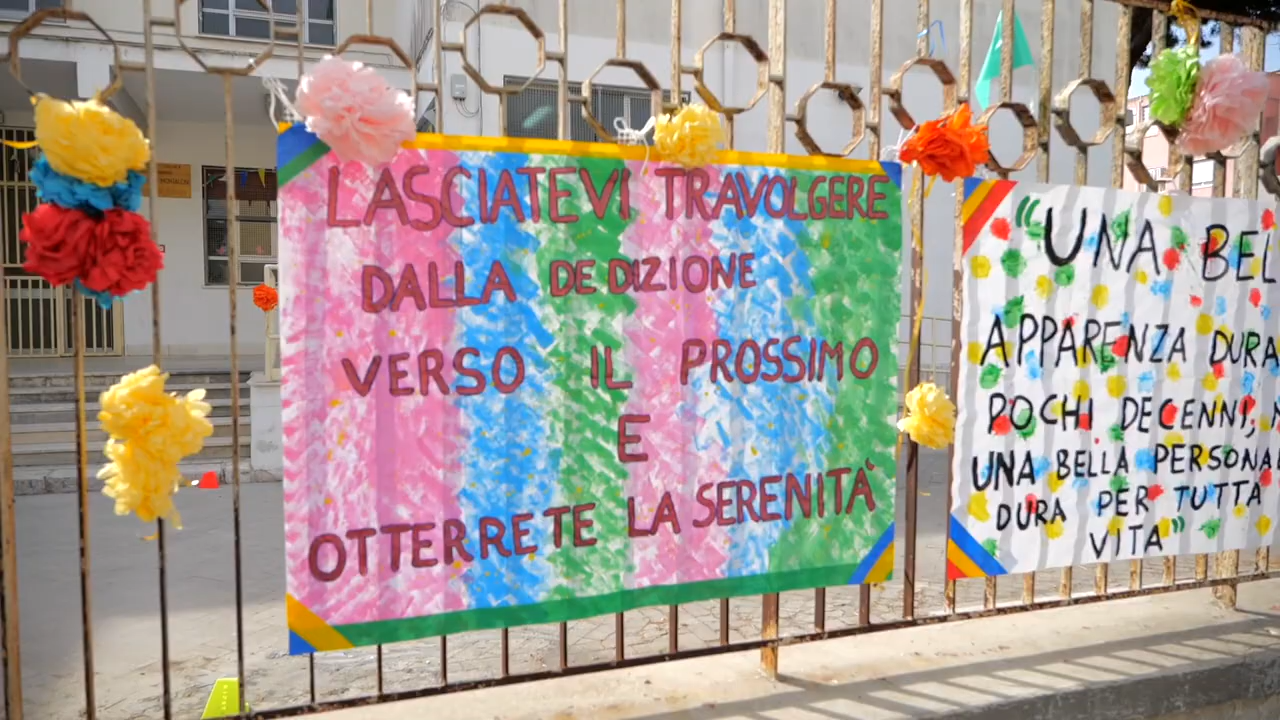 LASCIATEVI TRAVOLGERE
DALLA DEDIZIONE
VERSO IL PROSSIMO
E
OTTERRETE LA SERENITÀ
"UNA BEL
APPARENZA DURA
POCHI DECENNI,
UNA BELLA PERSONA
DURA PER TUTTA
VITA"